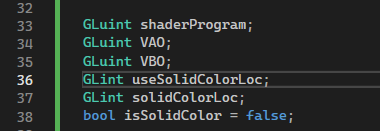 32
33 GLuint shaderProgram;
34 GLuint VAO;
35 GLuint VBO;
36 GLint useSolidColorLoc;
37 GLint solidColorLoc;
38 bool isSolidColor = false;